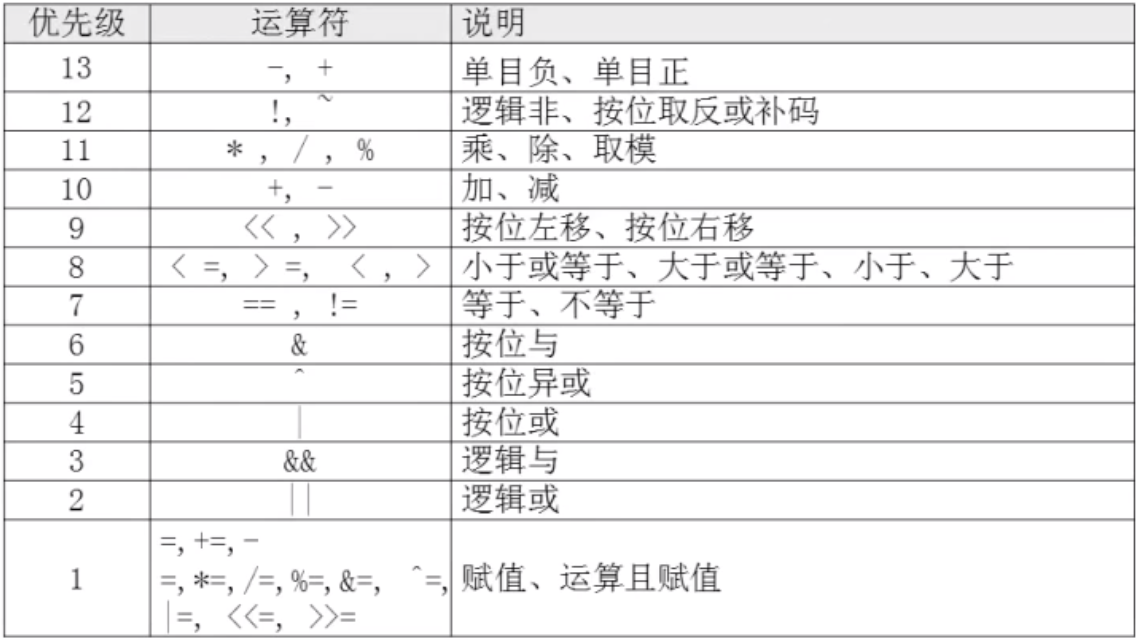 优先级 运算符 说明
13 -, + 单目负、单目正
12 !, ~ 逻辑非、按位取反或补码
11 * , / , % 乘、除、取模
10 +, - 加、减
9 << , >> 按位左移、按位右移
8 < =, > =, < , > 小于或等于、大于或等于、小于、大于
7 == , != 等于、不等于
6 & 按位与
5 ^ 按位异或
4 | 按位或
3 && 逻辑与
2 || 逻辑或
=,+=,-
1 =,*=,/=,%=,&=, ^=, 赋值、运算且赋值
|=, <<=, >>=